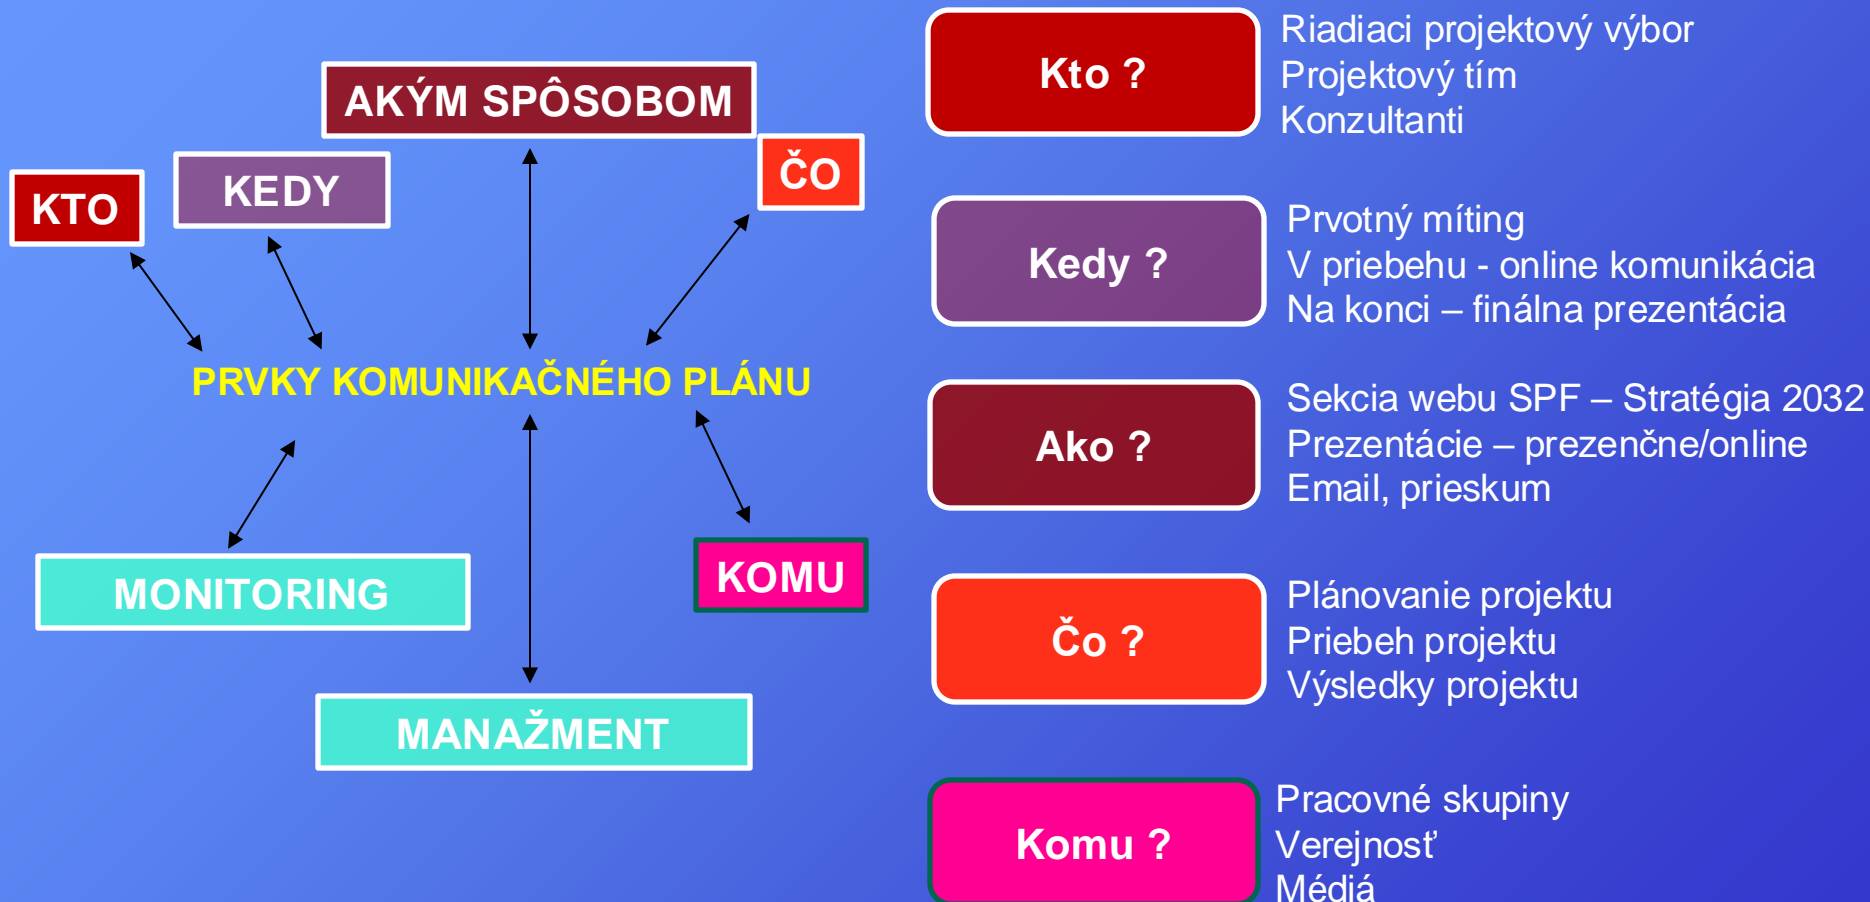 AKÝM SPÔSOBOM
ČO
KEDY
KTO
PRVKY KOMUNIKAČNÉHO PLÁNU
MONITORING
KOMU
MANAŽMENT
Kto ?
Riadiaci projektový výbor
Projektový tím
Konzultanti
Kedy ?
Prvotný míting
V priebehu - online komunikácia
Na konci – finálna prezentácia
Ako ?
Sekcia webu SPF – Stratégia 2032
Prezentácie – prezenčne/online
Email, prieskum
Čo ?
Plánovanie projektu
Priebeh projektu
Výsledky projektu
Komu ?
Pracovné skupiny
Verejnosť
Médiá